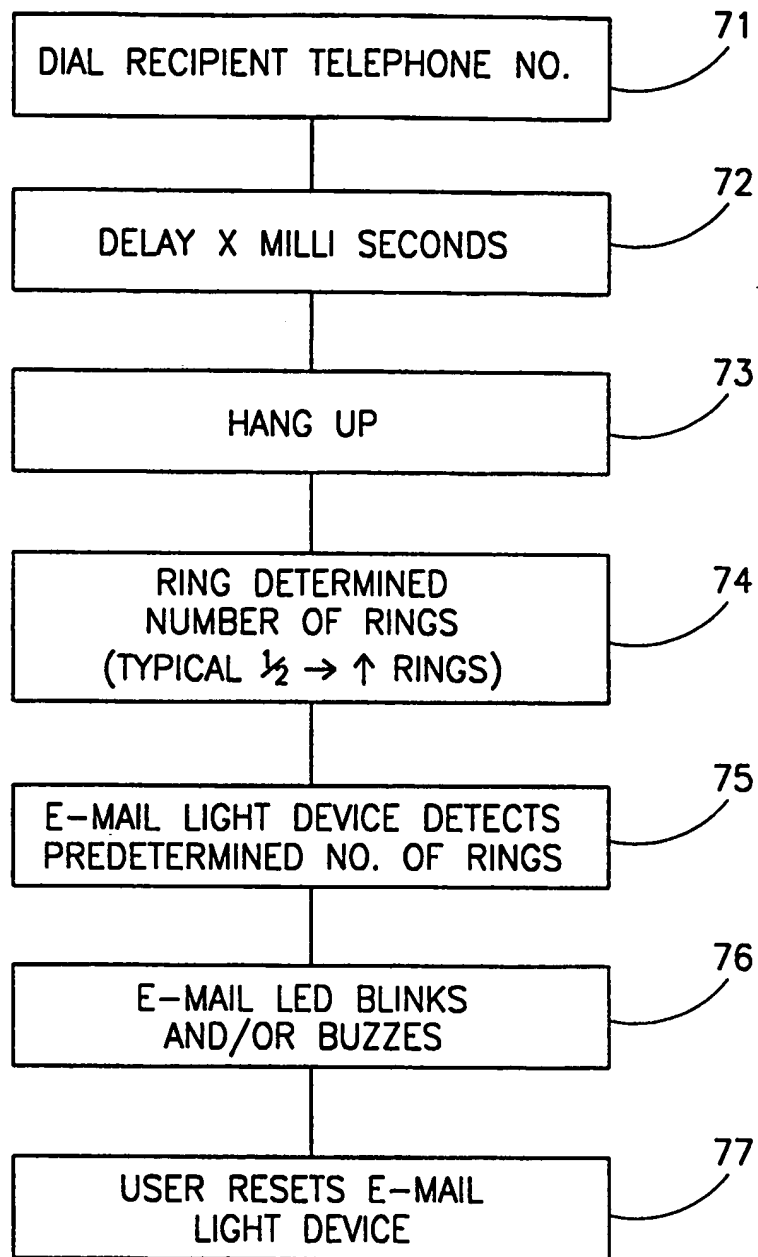 71
DIAL RECIPIENT TELEPHONE NO.
72
DELAY X MILLI SECONDS
73
HANG UP
74
RING DETERMINED
NUMBER OF RINGS
(TYPICAL ½ → ↑ RINGS)
75
E-MAIL LIGHT DEVICE DETECTS
PREDETERMINED NO. OF RINGS
76
E-MAIL LED BLINKS
AND/OR BUZZES
77
USER RESETS E-MAIL
LIGHT DEVICE